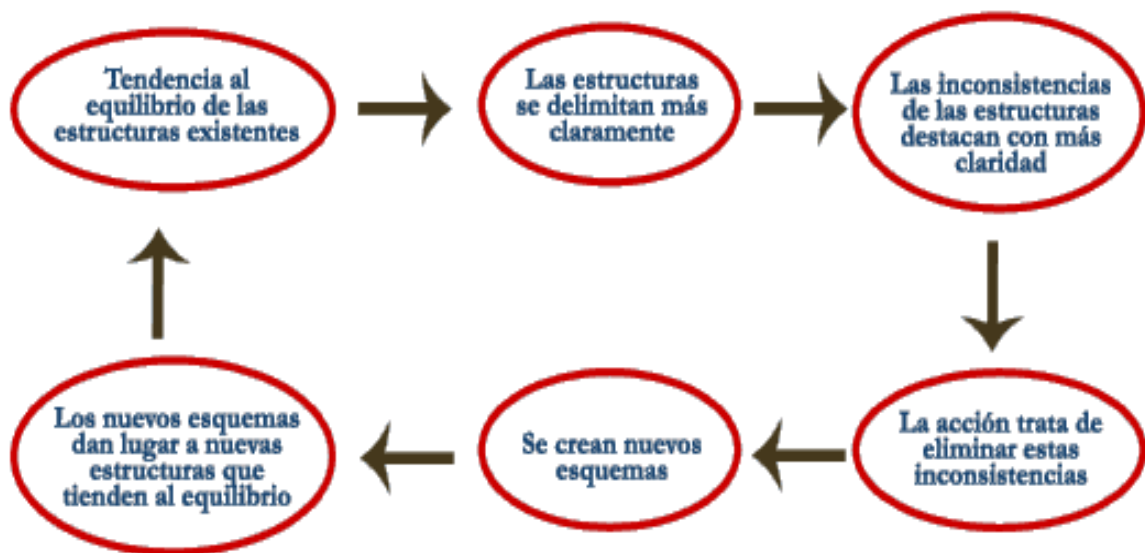 Tendencia al
equilibrio de las
estructuras existentes
Las estructuras
se delimitan más
claramente
Las inconsistencias
de las estructuras
destacan con más
claridad
La acción trata de
eliminar estas
inconsistencias
Se crean nuevos
esquemas
Los nuevos esquemas
dan lugar a nuevas
estructuras que
tienden al equilibrio